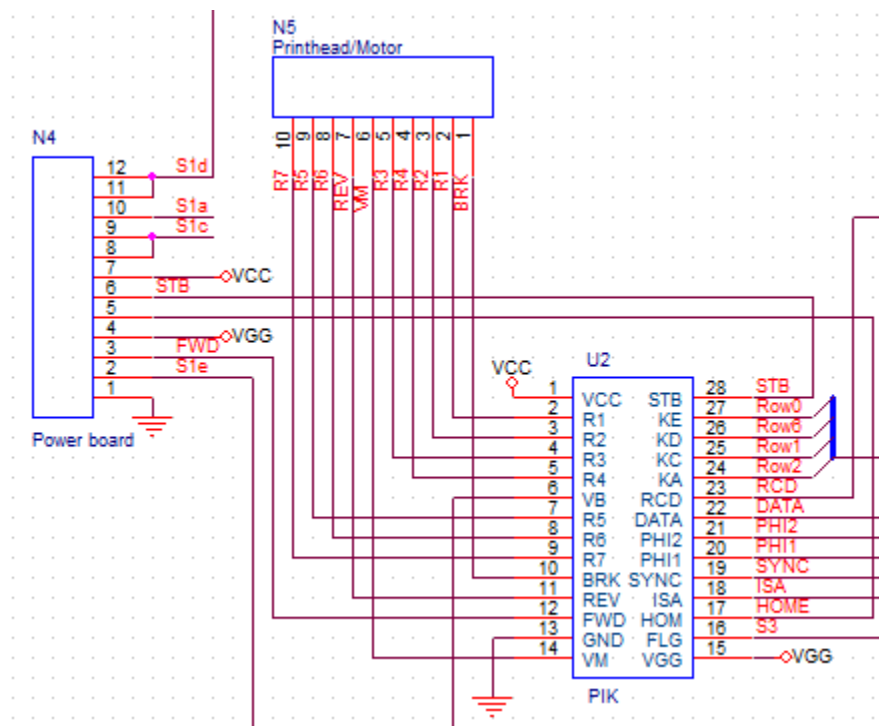 N5
Printhead/Motor
10 9 8 7 6 5 4 3 2 1
R7 R5 R6 REV VM R3 R4 R2 R1 BRK
N4
12 S1d
11
10 S1a
9 S1c
8
7 VCC
6 STB
5
4 VGG
3 FWD
2 S1e
1
Power board
U2
VCC
1 VCC STB 28 STB
2 R1 KE 27 Row0
3 R2 KD 26 Row6
4 R3 KC 25 Row1
5 R4 KA 24 Row2
6 VB RCD 23 RCD
7 R5 DATA 22 DATA
8 R6 PHI2 21 PHI2
9 R7 PHI1 20 PHI1
10 BRK SYNC 19 SYNC
11 REV ISA 18 ISA
12 FWD HOM 17 HOME
13 GND FLG 16 S3
14 VM VGG 15 VGG
PIK